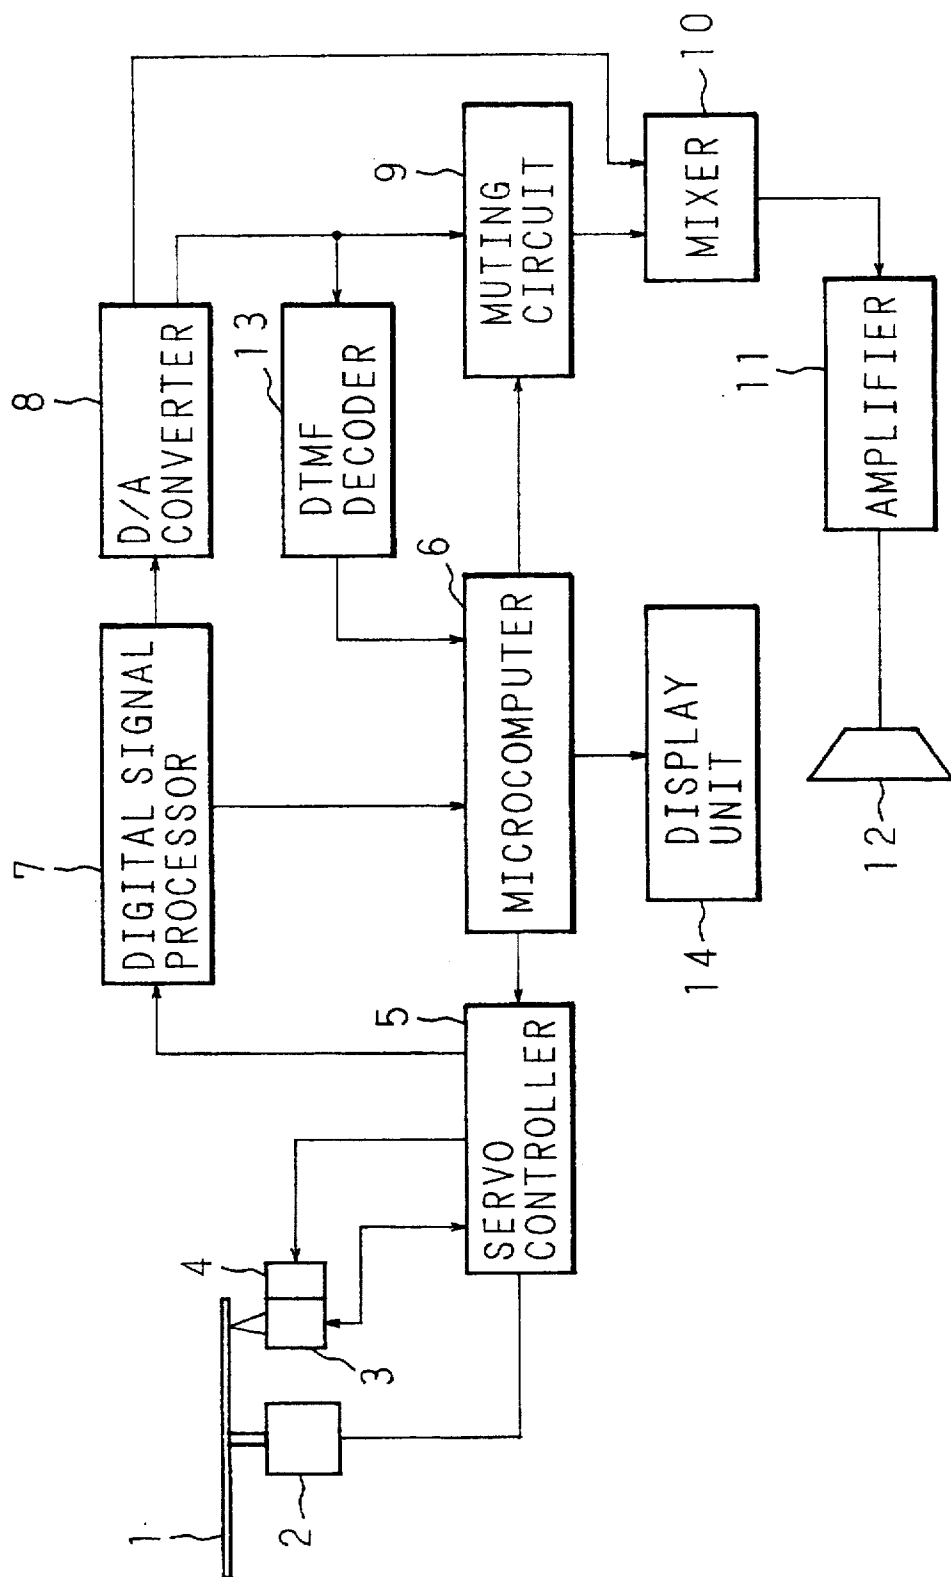 1
2
3
4
5
SERVO
CONTROLLER
7
DIGITAL SIGNAL
PROCESSOR
6
MICROCOMPUTER
14
DISPLAY
UNIT
8
D/A
CONVERTER
13
DTMF
DECODER
9
MUTING
CIRCUIT
10
MIXER
11
AMPLIFIER
12